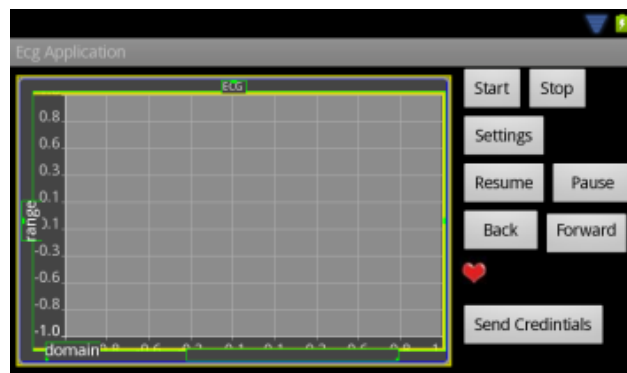 Ecg Application
ECG
Start Stop
Settings
Resume Pause
Back Forward
Send Credintials
0.8
0.6
0.3
0.1
range
-0.3
-0.6
-0.8
-1.0
domain